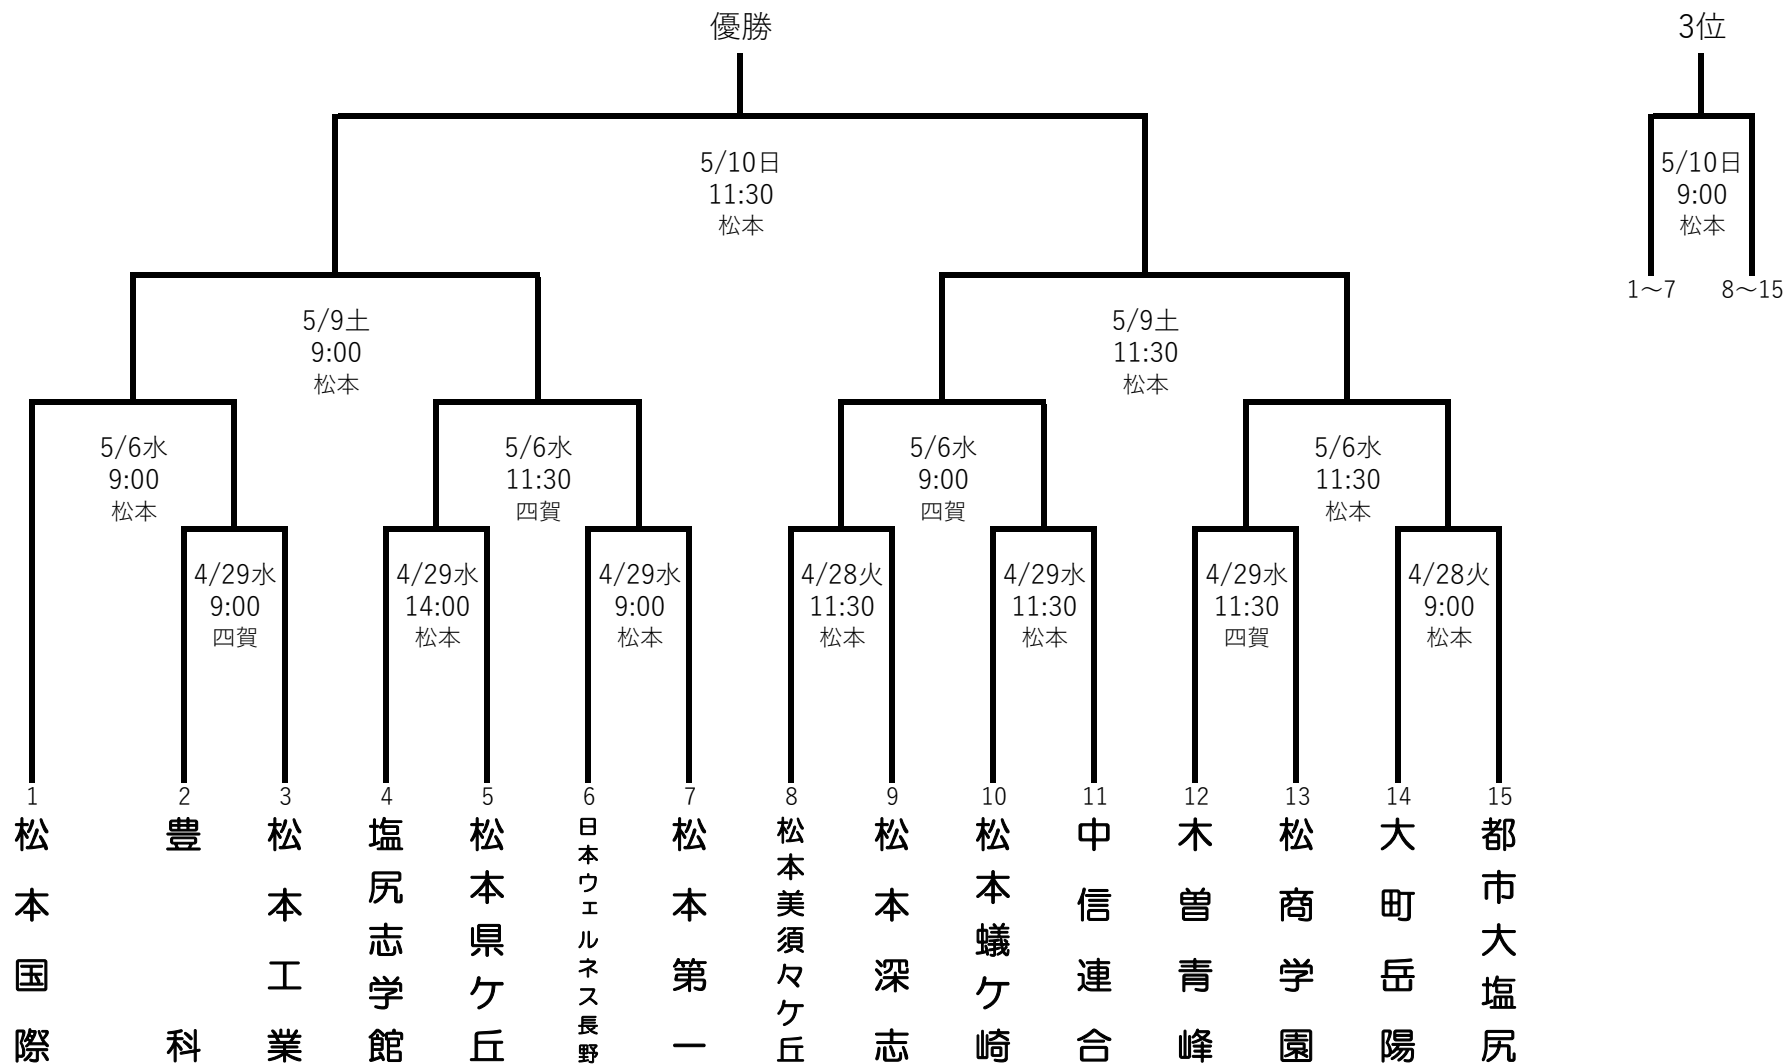 優勝
3位
5/10日
11:30
松本
5/10日
9:00
松本
1～7
8～15
5/9土
9:00
松本
5/9土
11:30
松本
5/6水
9:00
松本
5/6水
11:30
四賀
5/6水
9:00
四賀
5/6水
11:30
松本
4/29水
9:00
四賀
4/29水
14:00
松本
4/29水
9:00
松本
4/28火
11:30
松本
4/29水
11:30
松本
4/29水
11:30
四賀
4/28火
9:00
松本
1
松本国際
2
豊科
3
松本工業
4
塩尻志学館
5
松本県ケ丘
6
日本ウェルネス長野
7
松本第一
8
松本美須々ケ丘
9
松本深志
10
松本蟻ケ崎
11
中信連合
12
木曽青峰
13
松商学園
14
大町岳陽
15
都市大塩尻